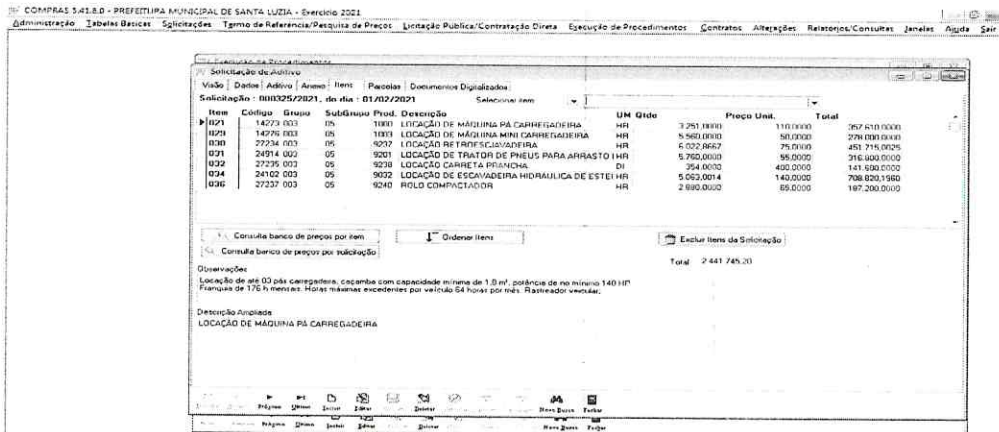 COMPRAS 5.41.8.0 - PREFEITURA MUNICIPAL DE SANTA LUZIA - Exercício 2021
Administração Tabelas Básicas Solicitações Termo de Referência/Pesquisa de Preços Licitação Pública/Contratação Direta Execução de Procedimentos Contratos Alterações Relatórios/Consultas Janelas Ajuda Sair
Execução de Procedimentos
Solicitação de Aditivo
Visão Dados Aditivo Anexo Itens Parcelas Documentos Digitalizados
Solicitação : 000325/2021, do dia : 01/02/2021 Selecionar item
Item Código Grupo SubGrupo Prod. Descrição UM Qtde Preço Unit. Total
021 14273 003 05 1000 LOCAÇÃO DE MÁQUINA PÁ CARREGADEIRA HR 3.251,0000 110,0000 357.610,0000
029 14276 003 05 1003 LOCAÇÃO DE MÁQUINA MINI CARREGADEIRA HR 5.560,0000 50,0000 278.000,0000
030 27234 003 05 9237 LOCAÇÃO RETROESCJAVADEIRA HR 6.022,8667 75,0000 451.715,0025
031 24914 003 05 9201 LOCAÇÃO DE TRATOR DE PNEUS PARA ARRASTO I HR 5.760,0000 55,0000 316.800,0000
032 27235 003 05 9238 LOCAÇÃO CARRETA PRANCHA. DI 354,0000 400,0000 141.600,0000
034 24102 003 05 9032 LOCAÇÃO DE ESCAVADEIRA HIDRÁULICA DE ESTEI HR 5.063,0014 140,0000 708.820,1960
036 27237 003 05 9240 ROLO COMPACTADOR HR 2.880,0000 65,0000 187.200,0000
Consulta banco de preços por item Ordenar Itens Excluir Itens da Solicitação
Consulta banco de preços por solicitação
Total 2.441.745,20
Observações
Locação de até 03 pás carregadeira, caçamba com capacidade mínima de 1,8 m³, potência de no mínimo 140 HP
Franquia de 176 h mensais. Horas máximas excedentes por veículo 64 horas por mês. Rastreador veicular;
Descrição Ampliada
LOCAÇÃO DE MÁQUINA PÁ CARREGADEIRA
Próximo Último Incluir Editar Deletar Nova Busca Fechar
Próximo Último Incluir Editar Deletar Nova Busca Fechar